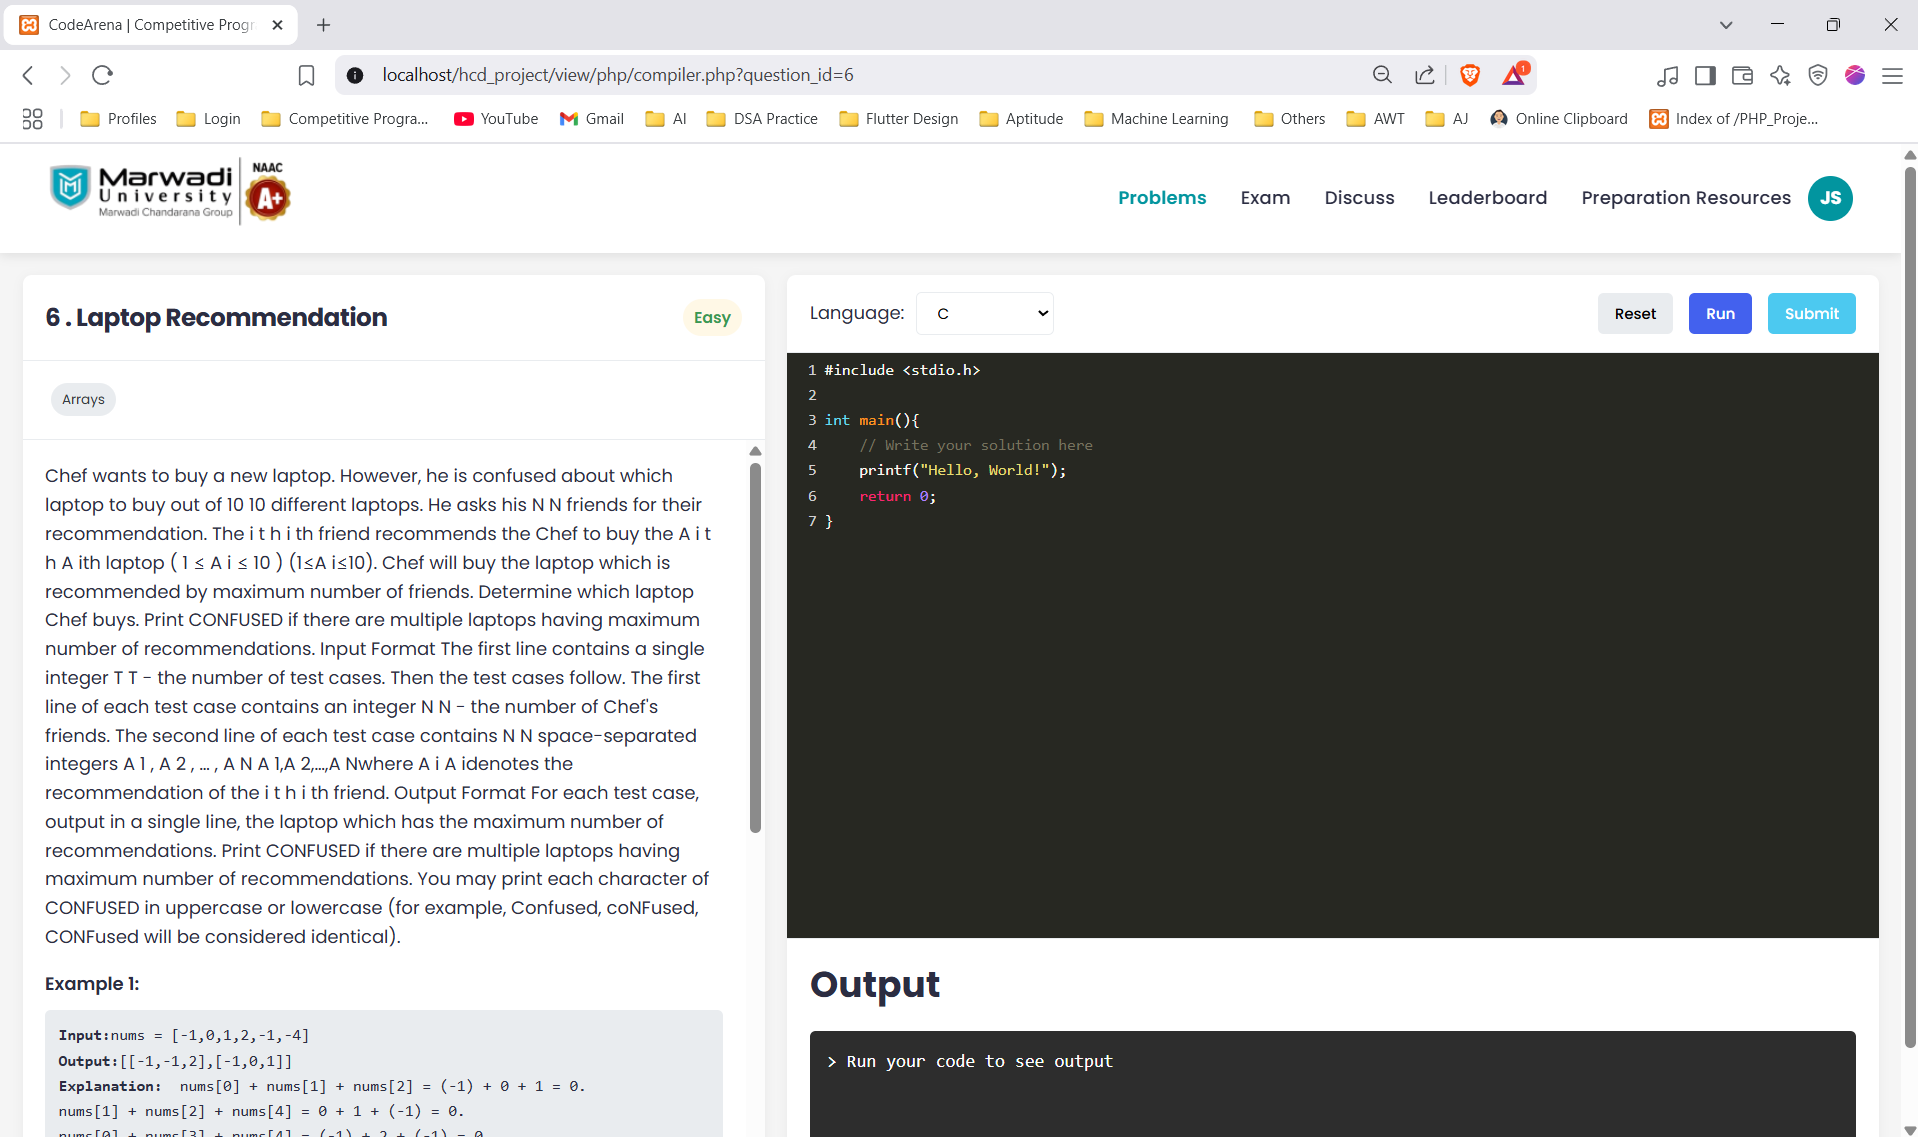 CodeArena | Competitive Progr
localhost/hcd_project/view/php/compiler.php?question_id=6
1
Profiles
Login
Competitive Progra...
YouTube
Gmail
AI
DSA Practice
Flutter Design
Aptitude
Machine Learning
Others
AWT
AJ
Online Clipboard
Index of /PHP_Proje...
Marwadi
University
Marwadi Chandarana Group
NAAC
A+
Problems
Exam
Discuss
Leaderboard
Preparation Resources
JS
6 . Laptop Recommendation
Easy
Arrays
Chef wants to buy a new laptop. However, he is confused about which
laptop to buy out of 10 10 different laptops. He asks his N N friends for their
recommendation. The i t h i th friend recommends the Chef to buy the A i t
h A ith laptop ( 1 ≤ A i ≤ 10 ) (1≤A i≤10). Chef will buy the laptop which is
recommended by maximum number of friends. Determine which laptop
Chef buys. Print CONFUSED if there are multiple laptops having maximum
number of recommendations. Input Format The first line contains a single
integer T T - the number of test cases. Then the test cases follow. The first
line of each test case contains an integer N N - the number of Chef's
friends. The second line of each test case contains N N space-separated
integers A 1 , A 2 , … , A N A 1,A 2,…,A Nwhere A i A idenotes the
recommendation of the i t h i th friend. Output Format For each test case,
output in a single line, the laptop which has the maximum number of
recommendations. Print CONFUSED if there are multiple laptops having
maximum number of recommendations. You may print each character of
CONFUSED in uppercase or lowercase (for example, Confused, coNFused,
CONFused will be considered identical).
Example 1:
Input:nums = [-1,0,1,2,-1,-4]
Output:[[-1,-1,2],[-1,0,1]]
Explanation: nums[0] + nums[1] + nums[2] = (-1) + 0 + 1 = 0.
nums[1] + nums[2] + nums[4] = 0 + 1 + (-1) = 0.
nums[0] + nums[3] + nums[4] = (-1) + 2 + (-1) = 0
Language:
C
Reset
Run
Submit
1 #include <stdio.h>
2
3 int main(){
4     // Write your solution here
5     printf("Hello, World!");
6     return 0;
7 }
Output
> Run your code to see output